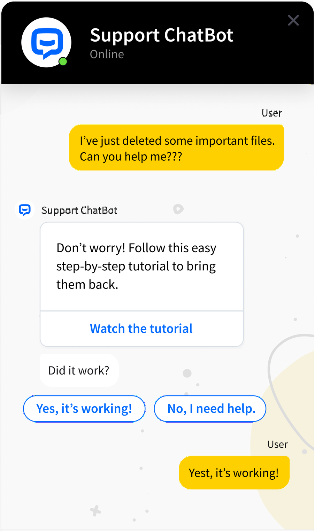 Support ChatBot
Online
User
I've just deleted some important files.
Can you help me???
Support ChatBot
Don't worry! Follow this easy
step-by-step tutorial to bring
them back.
Watch the tutorial
Did it work?
Yes, it's working!
No, I need help.
User
Yest, it's working!